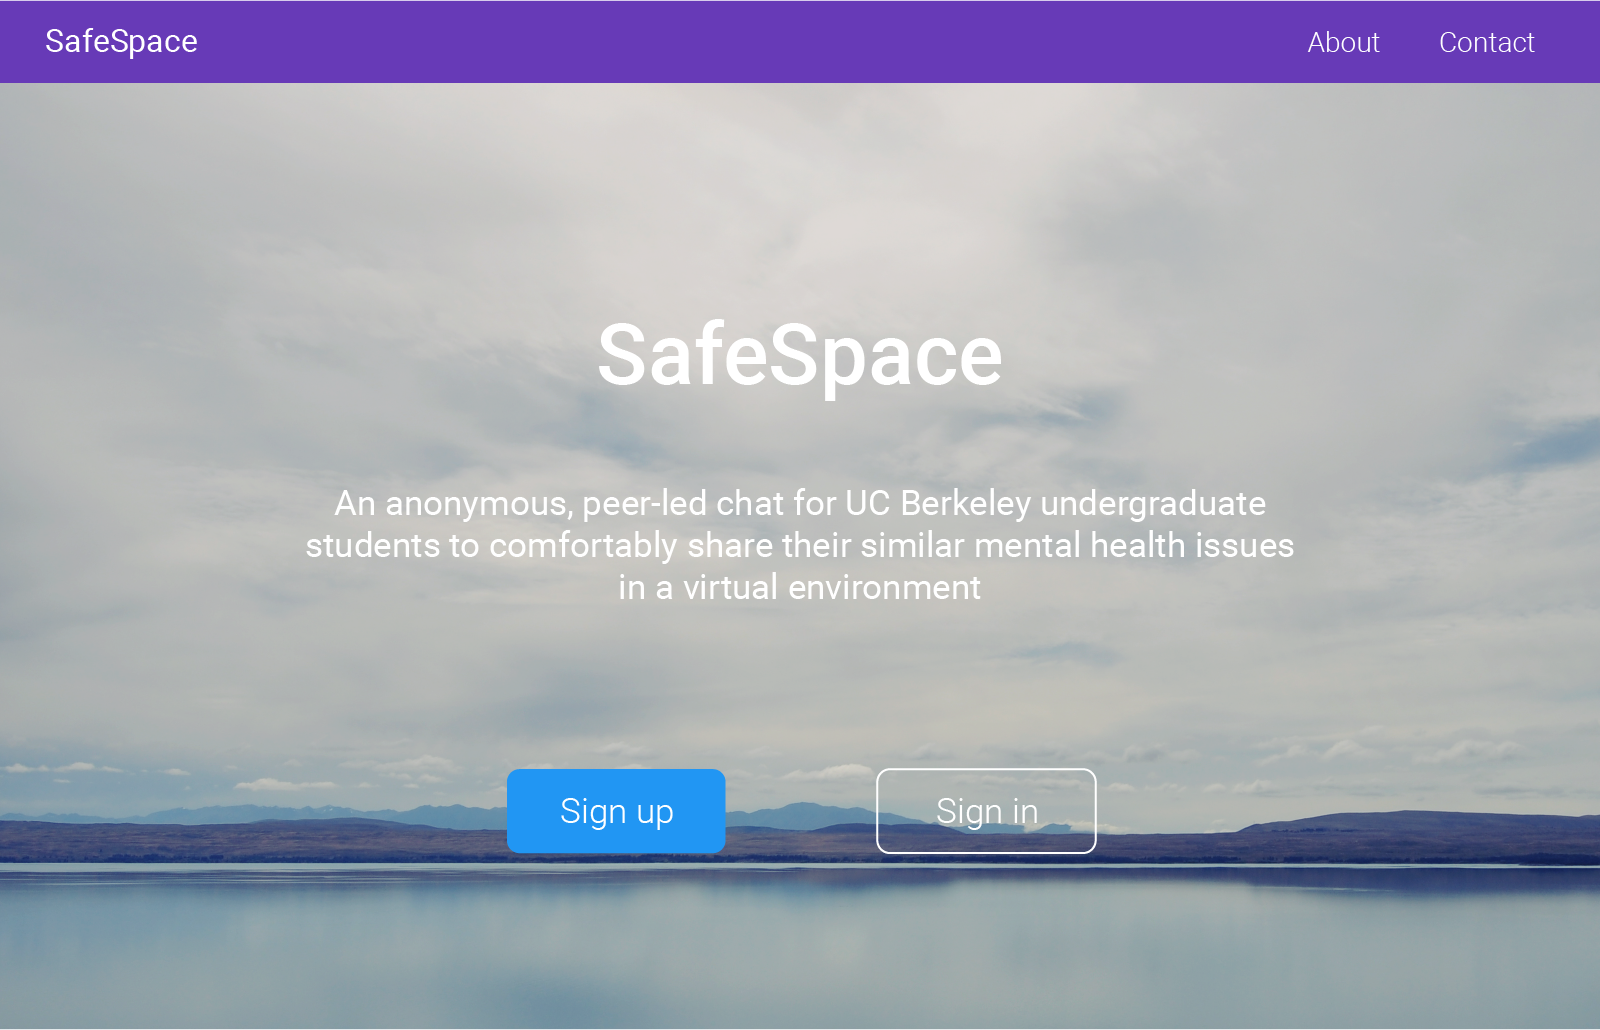 SafeSpace
About
Contact
SafeSpace
An anonymous, peer-led chat for UC Berkeley undergraduate
students to comfortably share their similar mental health issues
in a virtual environment
Sign up
Sign in